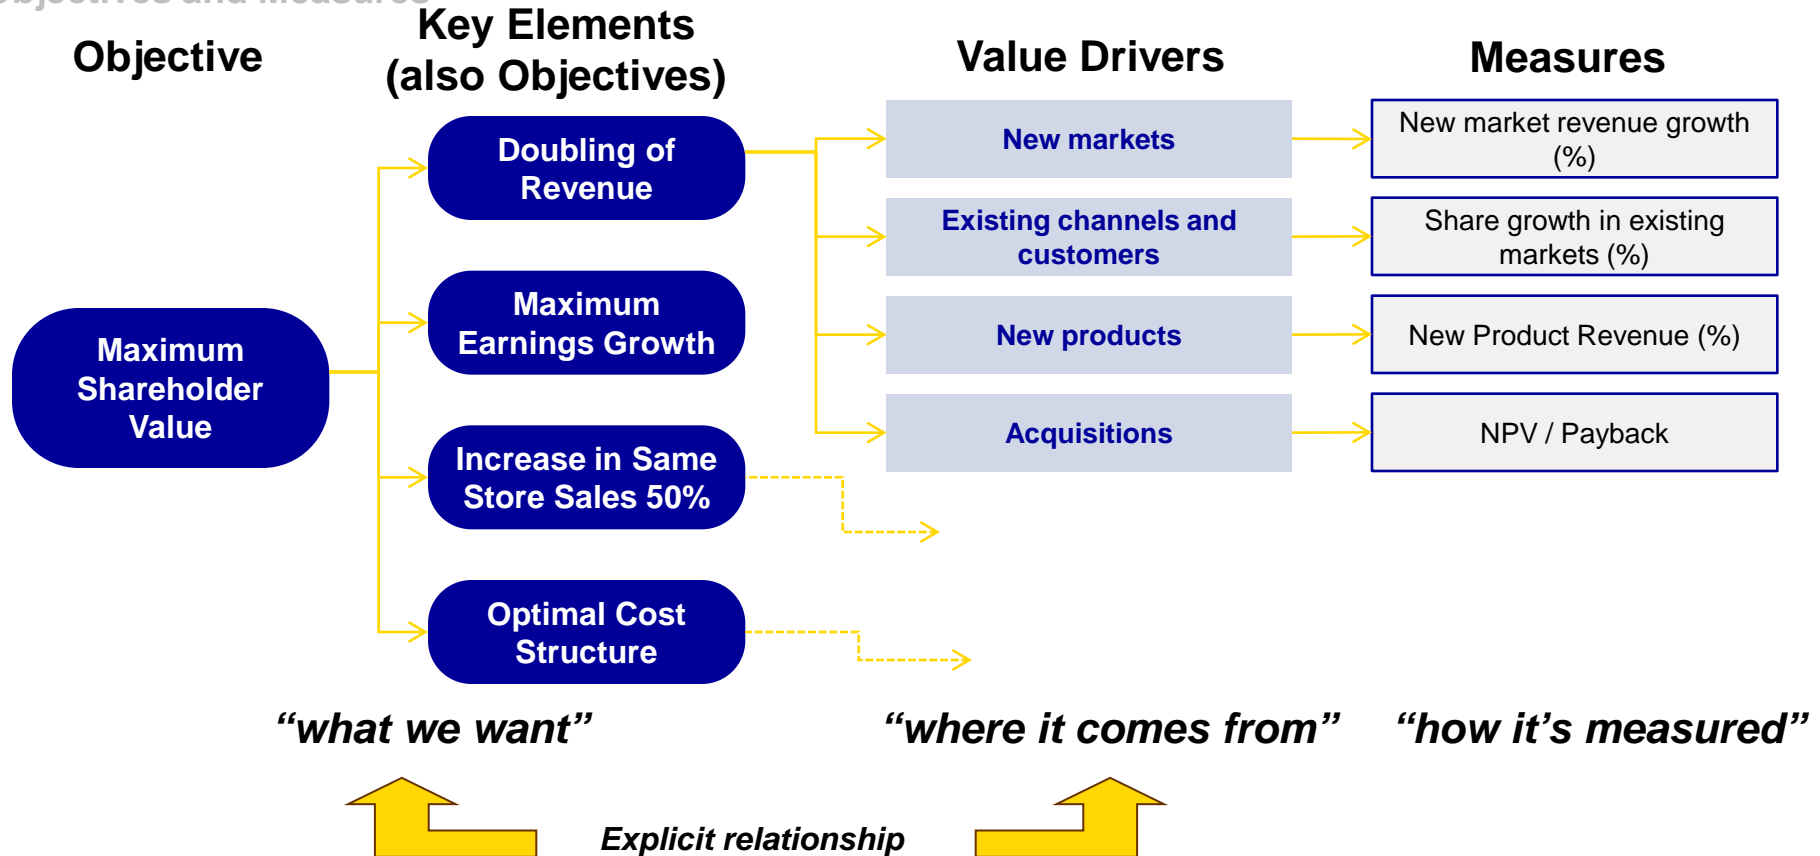 Objectives and Measures
Objective
Key Elements
(also Objectives)
Value Drivers
Measures
Maximum
Shareholder
Value
Doubling of
Revenue
Maximum
Earnings Growth
Increase in Same
Store Sales 50%
Optimal Cost
Structure
New markets
Existing channels and
customers
New products
Acquisitions
New market revenue growth
(%)
Share growth in existing
markets (%)
New Product Revenue (%)
NPV / Payback
“what we want”
“where it comes from”
“how it’s measured”
Explicit relationship